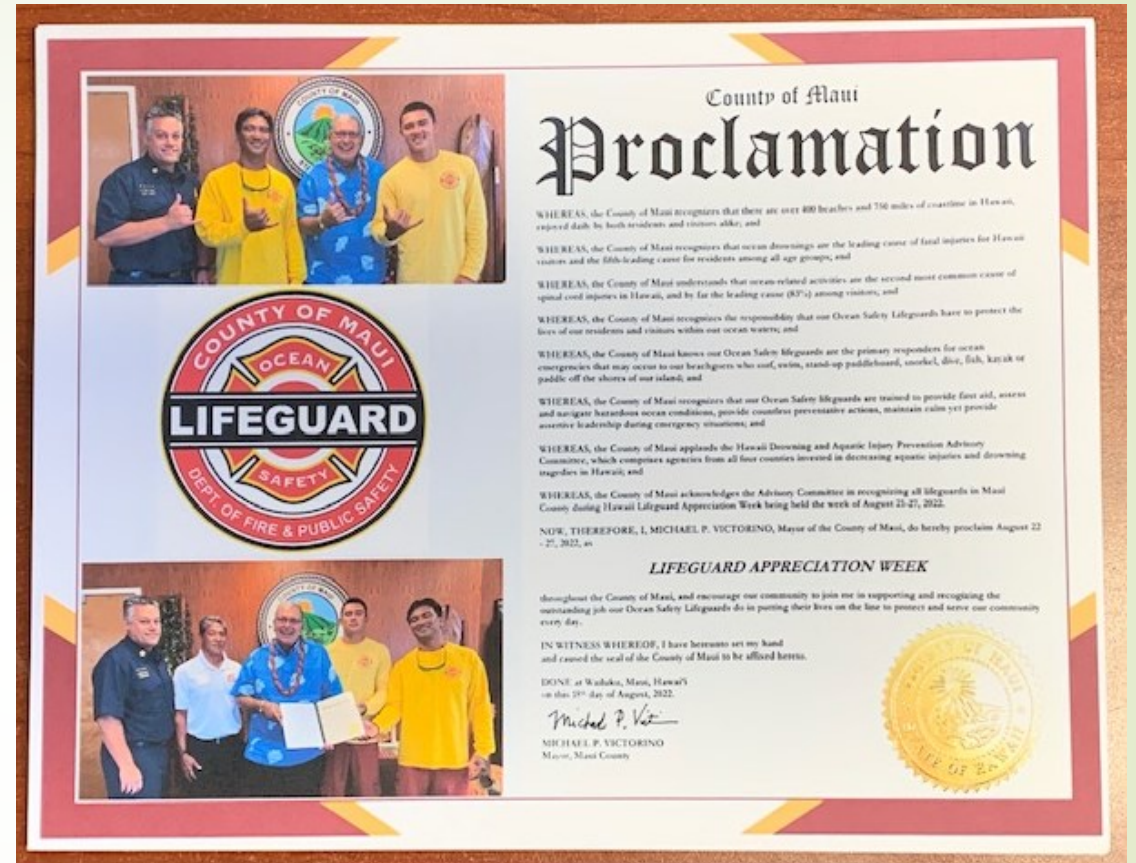 COUNTY OF MAUI
COUNTY OF MAUI
OCEAN
LIFEGUARD
SAFETY
DEPT. OF FIRE & PUBLIC SAFETY
COUNTY OF MAUI
County of Maui
Proclamation
WHEREAS, the County of Maui recognizes that there are over 400 beaches and 750 miles of coastline in Hawaii,
enjoyed daily by both residents and visitors alike; and
WHEREAS, the County of Maui recognizes that ocean drownings are the leading cause of fatal injuries for Hawaii
visitors and the fifth-leading cause for residents among all age groups; and
WHEREAS, the County of Maui understands that ocean-related activities are the second most common cause of
spinal cord injuries in Hawaii, and by far the leading cause (83%) among visitors; and
WHEREAS, the County of Maui recognizes the responsibility that our Ocean Safety Lifeguards have to protect the
lives of our residents and visitors within our ocean waters; and
WHEREAS, the County of Maui knows our Ocean Safety lifeguards are the primary responders for ocean
emergencies that may occur to our beachgoers who surf, swim, stand-up paddleboard, snorkel, dive, fish, kayak or
paddle off the shores of our island; and
WHEREAS, the County of Maui recognizes that our Ocean Safety lifeguards are trained to provide first aid, assess
and navigate hazardous ocean conditions, provide countless preventative actions, maintain calm yet provide
assertive leadership during emergency situations; and
WHEREAS, the County of Maui applauds the Hawaii Drowning and Aquatic Injury Prevention Advisory
Committee, which comprises agencies from all four counties invested in decreasing aquatic injuries and drowning
tragedies in Hawaii; and
WHEREAS, the County of Maui acknowledges the Advisory Committee in recognizing all lifeguards in Maui
County during Hawaii Lifeguard Appreciation Week being held the week of August 21-27, 2022.
NOW, THEREFORE, I, MICHAEL P. VICTORINO, Mayor of the County of Maui, do hereby proclaim August 22
- 27, 2022, as
LIFEGUARD APPRECIATION WEEK
throughout the County of Maui, and encourage our community to join me in supporting and recognizing the
outstanding job our Ocean Safety Lifeguards do in putting their lives on the line to protect and serve our community
every day.
IN WITNESS WHEREOF, I have hereunto set my hand
and caused the seal of the County of Maui to be affixed hereto.
DONE at Wailuku, Maui, Hawai'i
on this day of August, 2022.
Michael P. Vit
MICHAEL P. VICTORINO
Mayor, Maui County
COUNTY OF
OF HAWAII